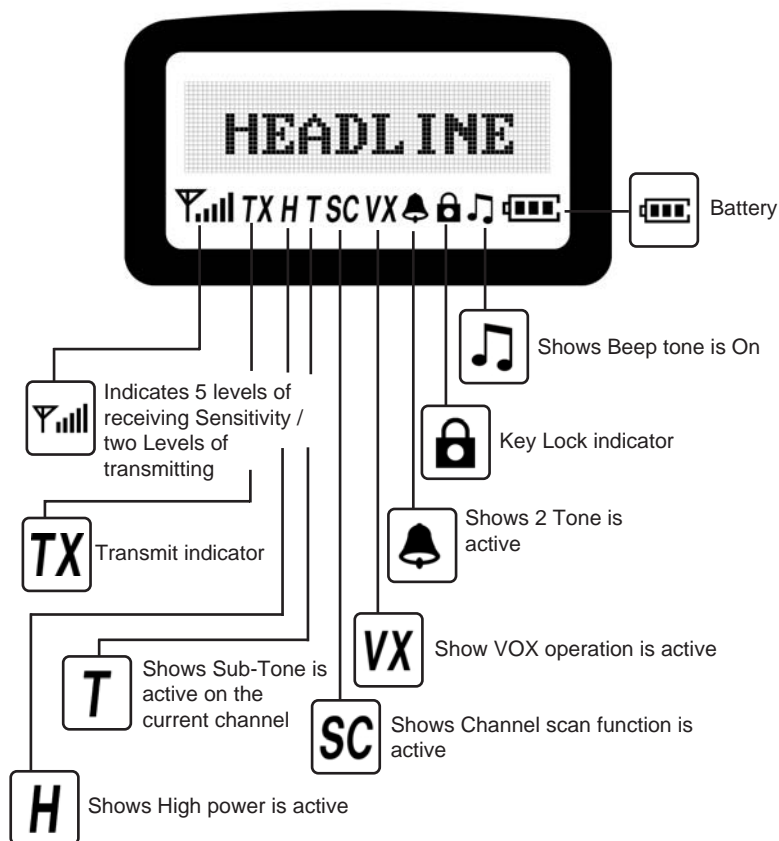 HEADLINE
TX H T SC VX
Battery
Shows Beep tone is On
Indicates 5 levels of
receiving Sensitivity /
two Levels of
transmitting
Key Lock indicator
Shows 2 Tone is
active
TX
Transmit indicator
VX
Show VOX operation is active
T
Shows Sub-Tone is
active on the
current channel
SC
Shows Channel scan function is
active
H
Shows High power is active